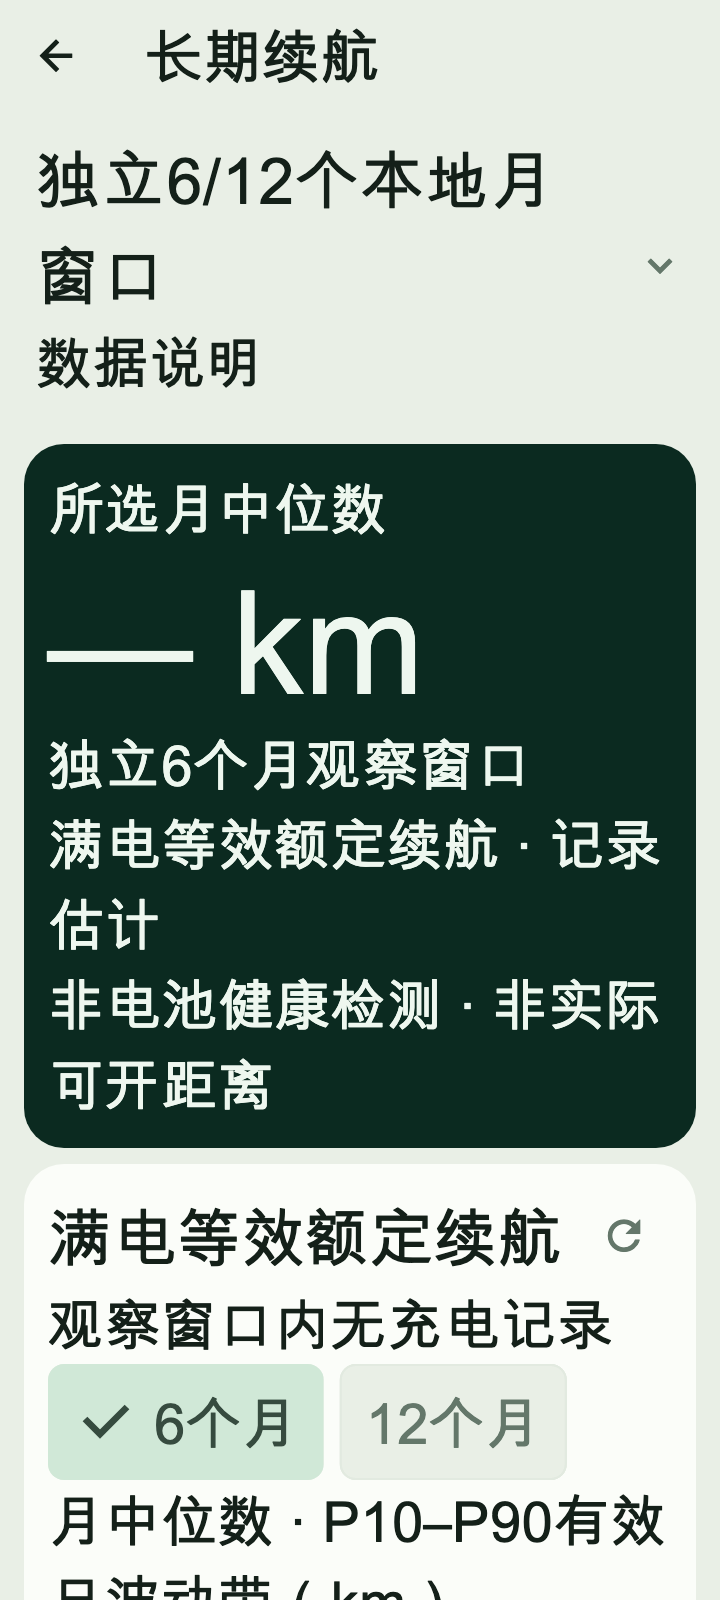 长期续航
独立6/12个本地月
窗口
数据说明
所选月中位数
— km
独立6个月观察窗口
满电等效额定续航 · 记录
估计
非电池健康检测 · 非实际
可开距离
满电等效额定续航
观察窗口内无充电记录
6个月
12个月
月中位数 · P10–P90有效
日波动带（km）